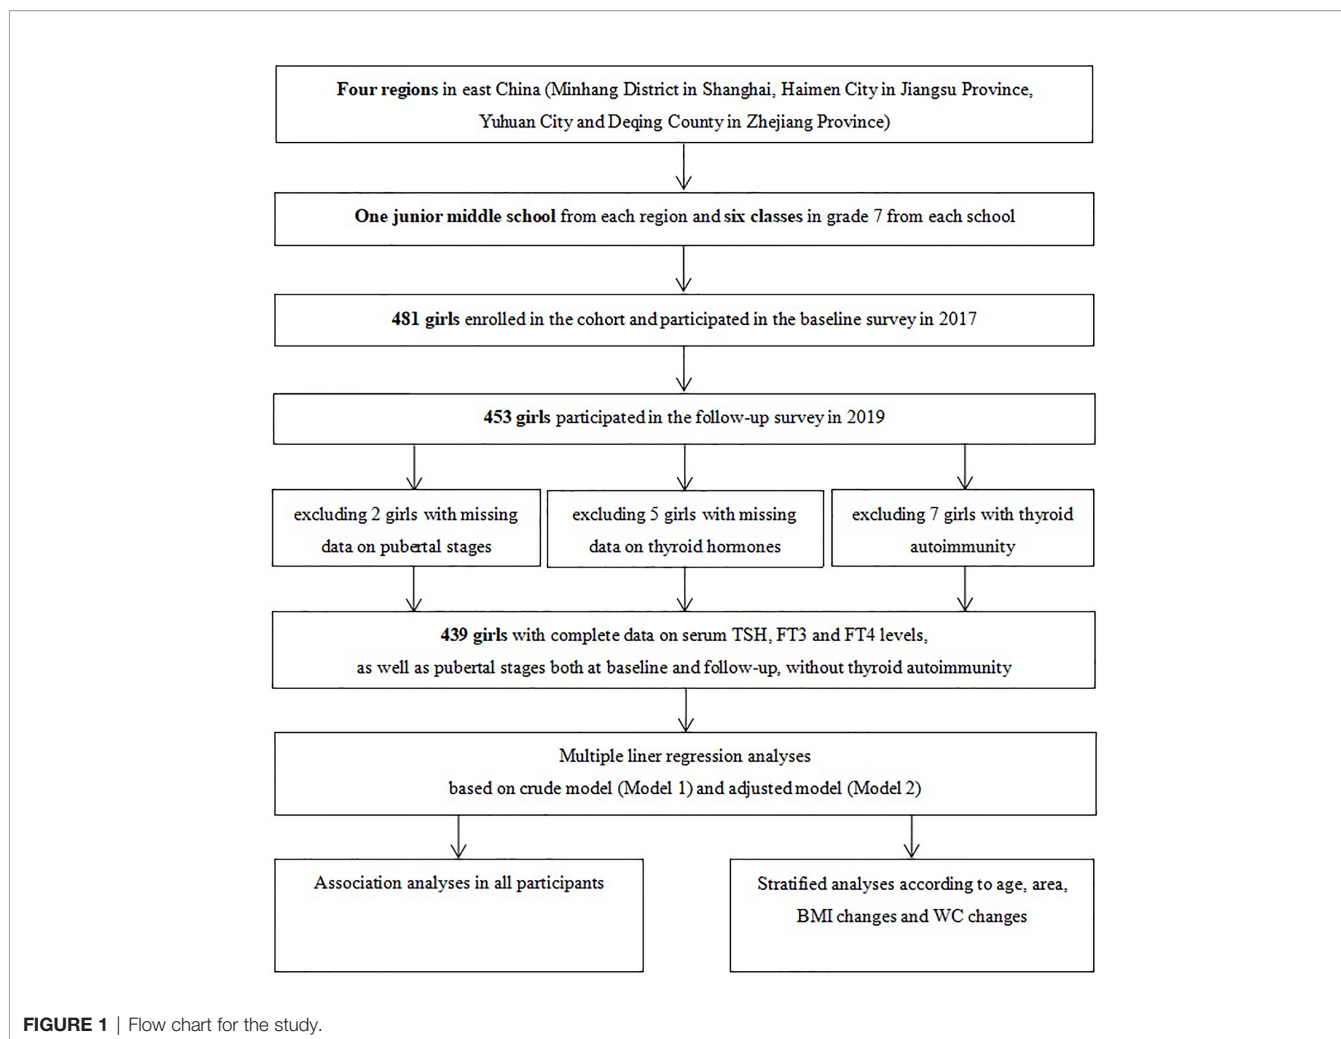 Four regions in east China (Minhang District in Shanghai, Haimen City in Jiangsu Province,
Yuhuan City and Deqing County in Zhejiang Province)
One junior middle school from each region and six classes in grade 7 from each school
481 girls enrolled in the cohort and participated in the baseline survey in 2017
453 girls participated in the follow-up survey in 2019
excluding 2 girls with missing
data on pubertal stages
excluding 5 girls with missing
data on thyroid hormones
excluding 7 girls with thyroid
autoimmunity
439 girls with complete data on serum TSH, FT3 and FT4 levels,
as well as pubertal stages both at baseline and follow-up, without thyroid autoimmunity
Multiple liner regression analyses
based on crude model (Model 1) and adjusted model (Model 2)
Association analyses in all participants
Stratified analyses according to age, area,
BMI changes and WC changes
FIGURE 1 | Flow chart for the study.